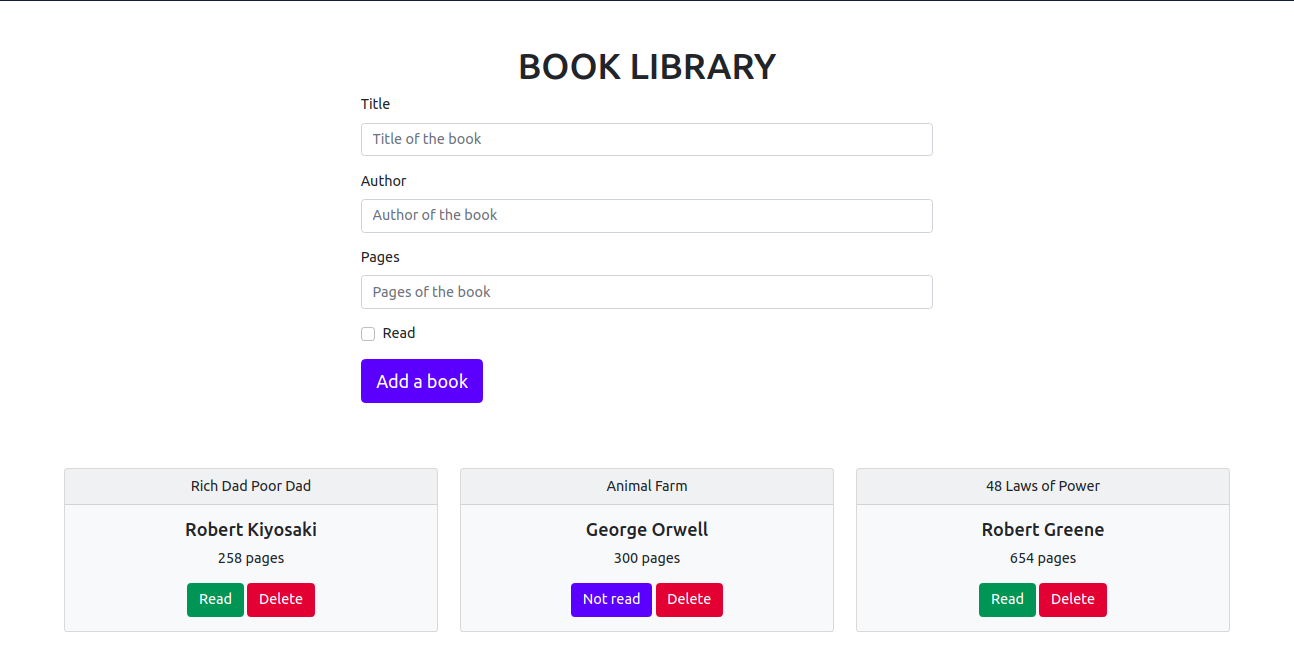 BOOK LIBRARY
Title
Title of the book
Author
Author of the book
Pages
Pages of the book
Read
Add a book
Rich Dad Poor Dad
Robert Kiyosaki
258 pages
Read Delete
Animal Farm
George Orwell
300 pages
Not read Delete
48 Laws of Power
Robert Greene
654 pages
Read Delete